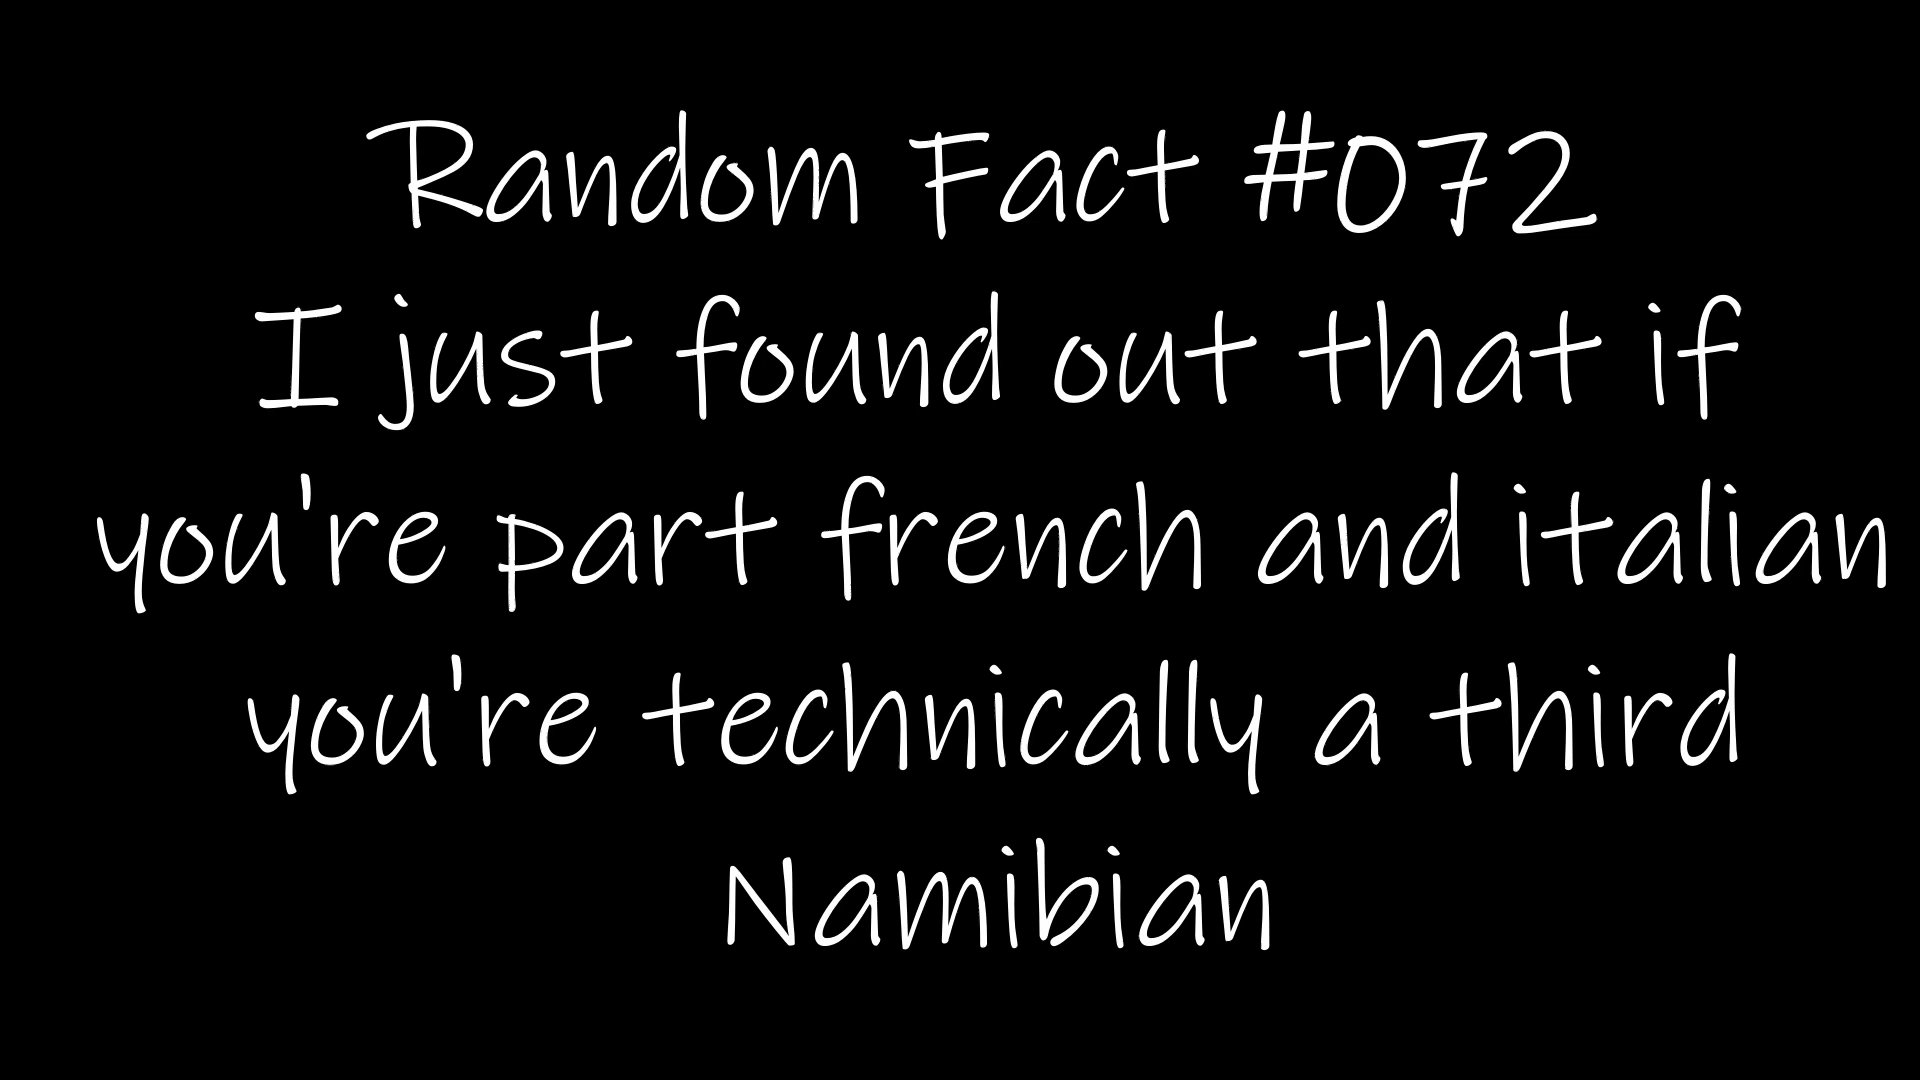 Random Fact #072
I just found out that if
you're part french and italian
you're technically a third
Namibian